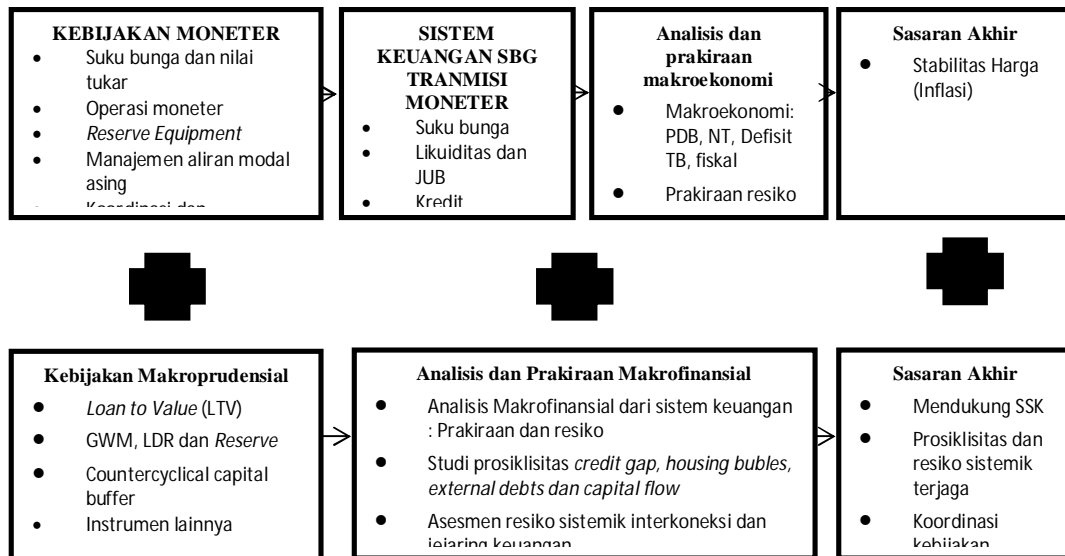 KEBIJAKAN MONETER
• Suku bunga dan nilai
tukar
• Operasi moneter
• Reserve Equipment
• Manajemen aliran modal
asing
• Koordinasi dan
SISTEM
KEUANGAN SBG
TRANMISI
MONETER
• Suku bunga
• Likuiditas dan
JUB
• Kredit
Analisis dan
prakiraan
makroekonomi
• Makroekonomi:
PDB, NT, Defisit
TB, fiskal
• Prakiraan resiko
Sasaran Akhir
• Stabilitas Harga
(Inflasi)
Kebijakan Makroprudensial
• Loan to Value (LTV)
• GWM, LDR dan Reserve
• Countercyclical capital
buffer
• Instrumen lainnya
Analisis dan Prakiraan Makrofinansial
• Analisis Makrofinansial dari sistem keuangan
: Prakiraan dan resiko
• Studi prosiklisitas credit gap, housing bubles,
external debts dan capital flow
• Asesmen resiko sistemik interkoneksi dan
jejaring keuangan
Sasaran Akhir
• Mendukung SSK
• Prosiklisitas dan
resiko sistemik
terjaga
• Koordinasi
kebijakan